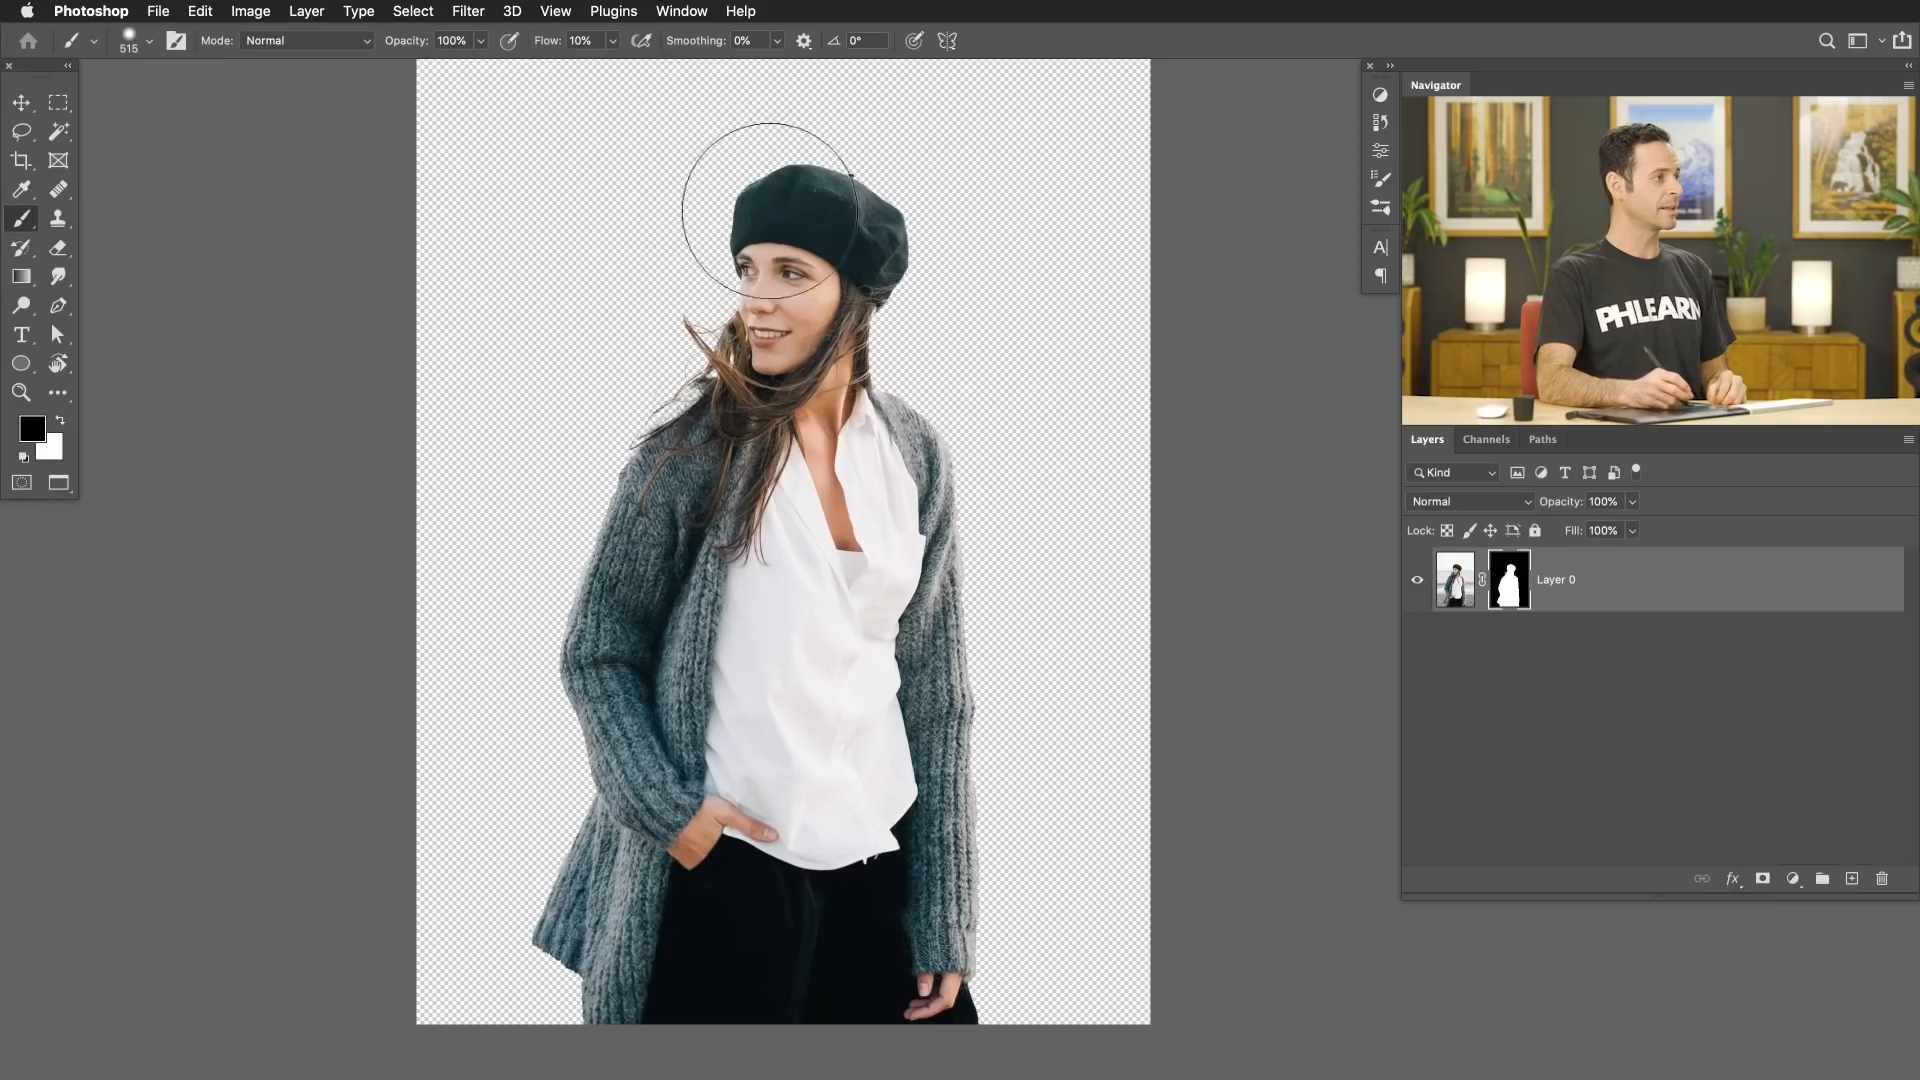 Photoshop File Edit Image Layer Type Select Filter 3D View Plugins Window Help
515 Mode: Normal Opacity: 100% Flow: 10% Smoothing: 0% 0°
Navigator
PHLEARN
Layers Channels Paths
Kind
Normal Opacity: 100%
Lock: Fill: 100%
Layer 0